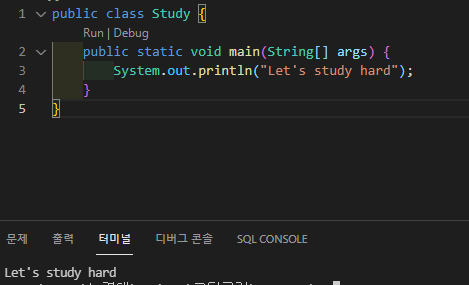 1 public class Study {
Run | Debug
2 public static void main(String[] args) {
3 System.out.println("Let's study hard");
4 }
5 }
문제 출력 터미널 디버그 콘솔 SQL CONSOLE
Let's study hard